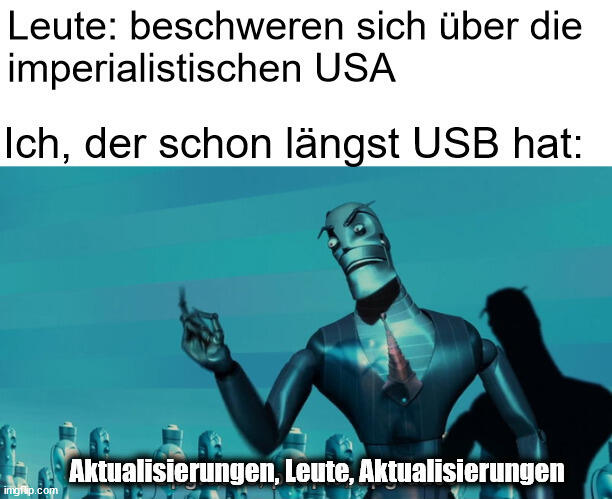 Leute: beschweren sich über die
imperialistischen USA
Ich, der schon längst USB hat:
Aktualisierungen, Leute, Aktualisierungen
imgflip.com